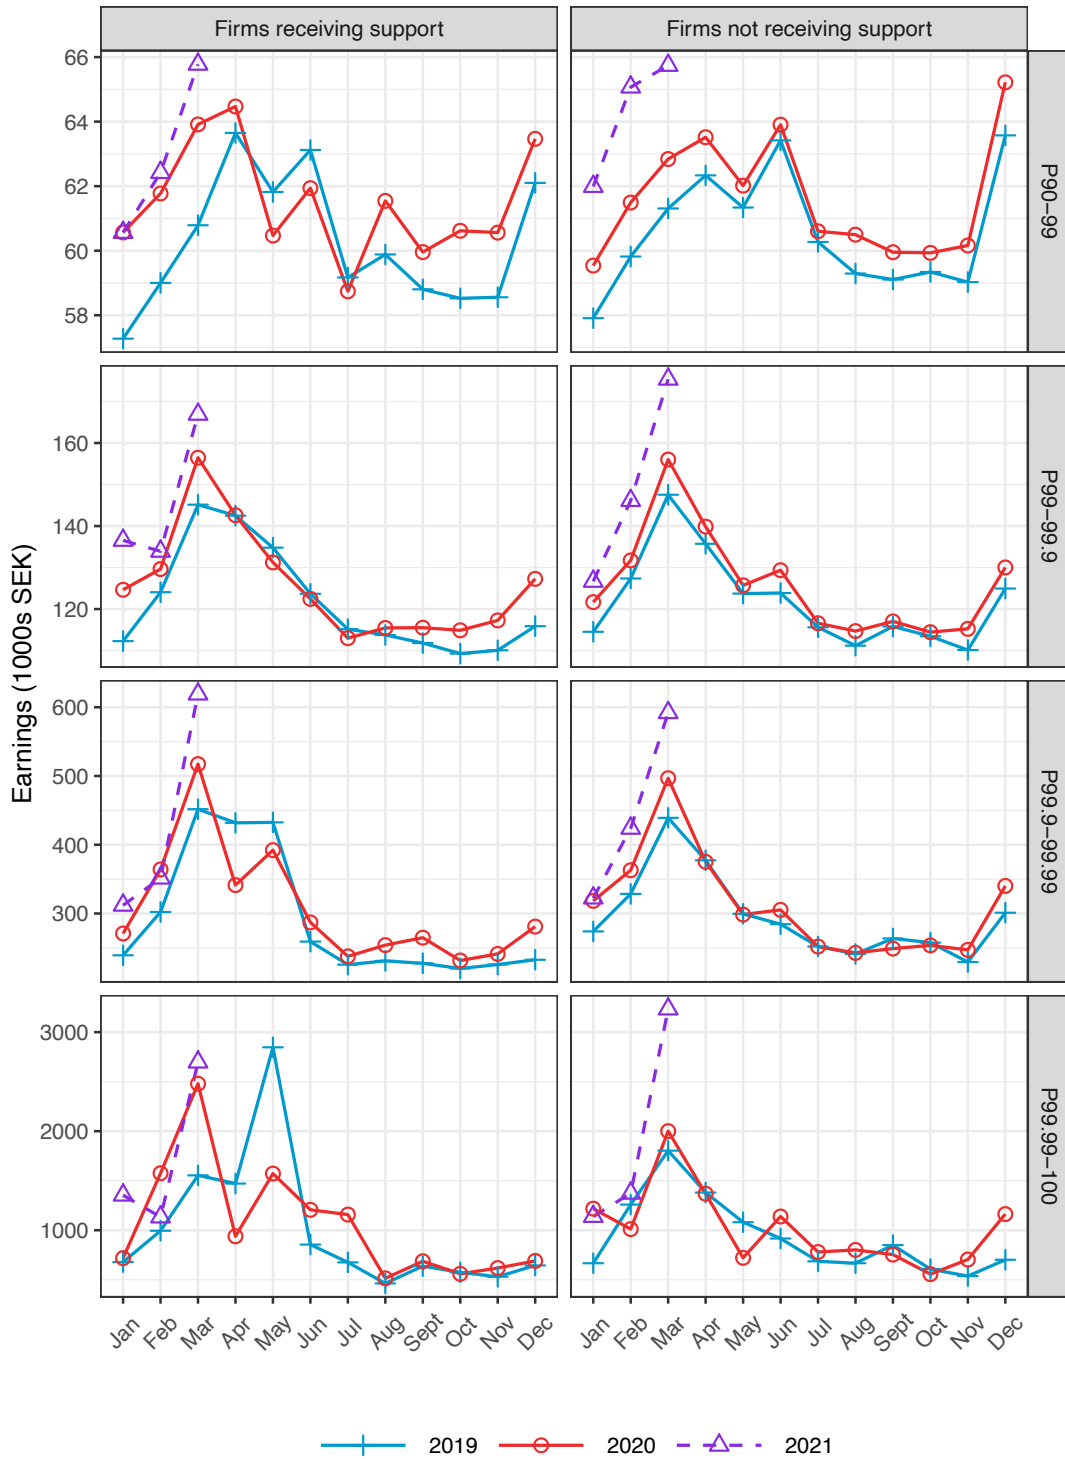 Firms receiving support
Firms not receiving support
Earnings (1000s SEK)
66
64
62
60
58
P90−99
160
140
120
P99−99.9
600
500
400
300
P99.9−99.99
3000
2000
1000
P99.99−100
Jan Feb Mar Apr May Jun Jul Aug Sept Oct Nov Dec
Jan Feb Mar Apr May Jun Jul Aug Sept Oct Nov Dec
2019 2020 2021